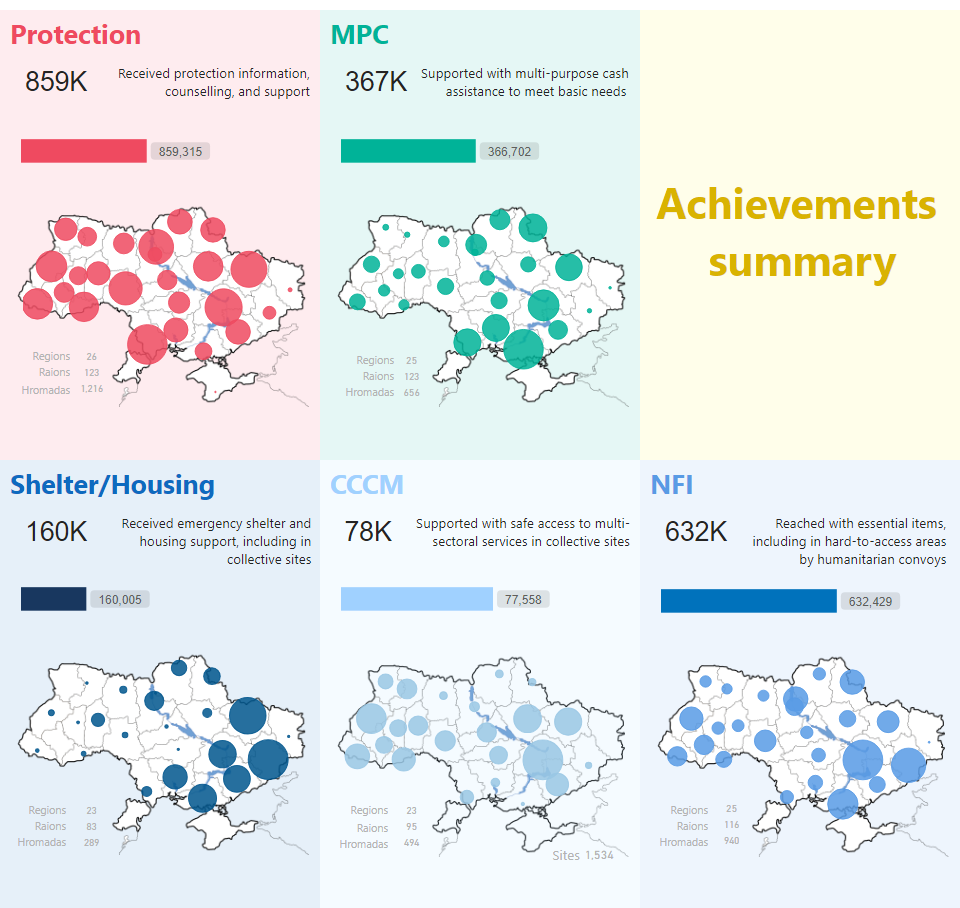 Protection
859K
Received protection information,
counselling, and support
859,315
Regions 26
Raions 123
Hromadas 1,216
MPC
367K
Supported with multi-purpose cash
assistance to meet basic needs
366,702
Regions 25
Raions 123
Hromadas 656
Achievements
summary
Shelter/Housing
160K
Received emergency shelter and
housing support, including in
collective sites
160,005
Regions 23
Raions 83
Hromadas 289
CCCM
78K
Supported with safe access to multi-
sectoral services in collective sites
77,558
Regions 23
Raions 95
Hromadas 494
Sites 1,534
NFI
632K
Reached with essential items,
including in hard-to-access areas
by humanitarian convoys
632,429
Regions 25
Raions 116
Hromadas 940